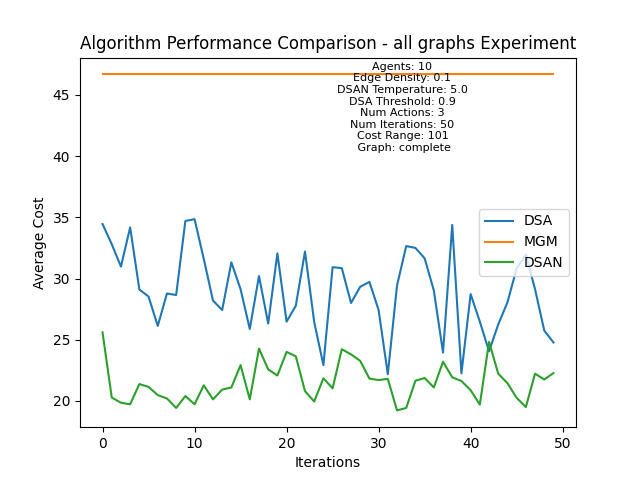 Algorithm Performance Comparison - all graphs Experiment
Agents: 10
Edge Density: 0.1
DSAN Temperature: 5.0
DSA Threshold: 0.9
Num Actions: 3
Num Iterations: 50
Cost Range: 101
Graph: complete
45
40
35
30
25
20
Average Cost
DSA
MGM
DSAN
0
10
20
30
40
50
Iterations